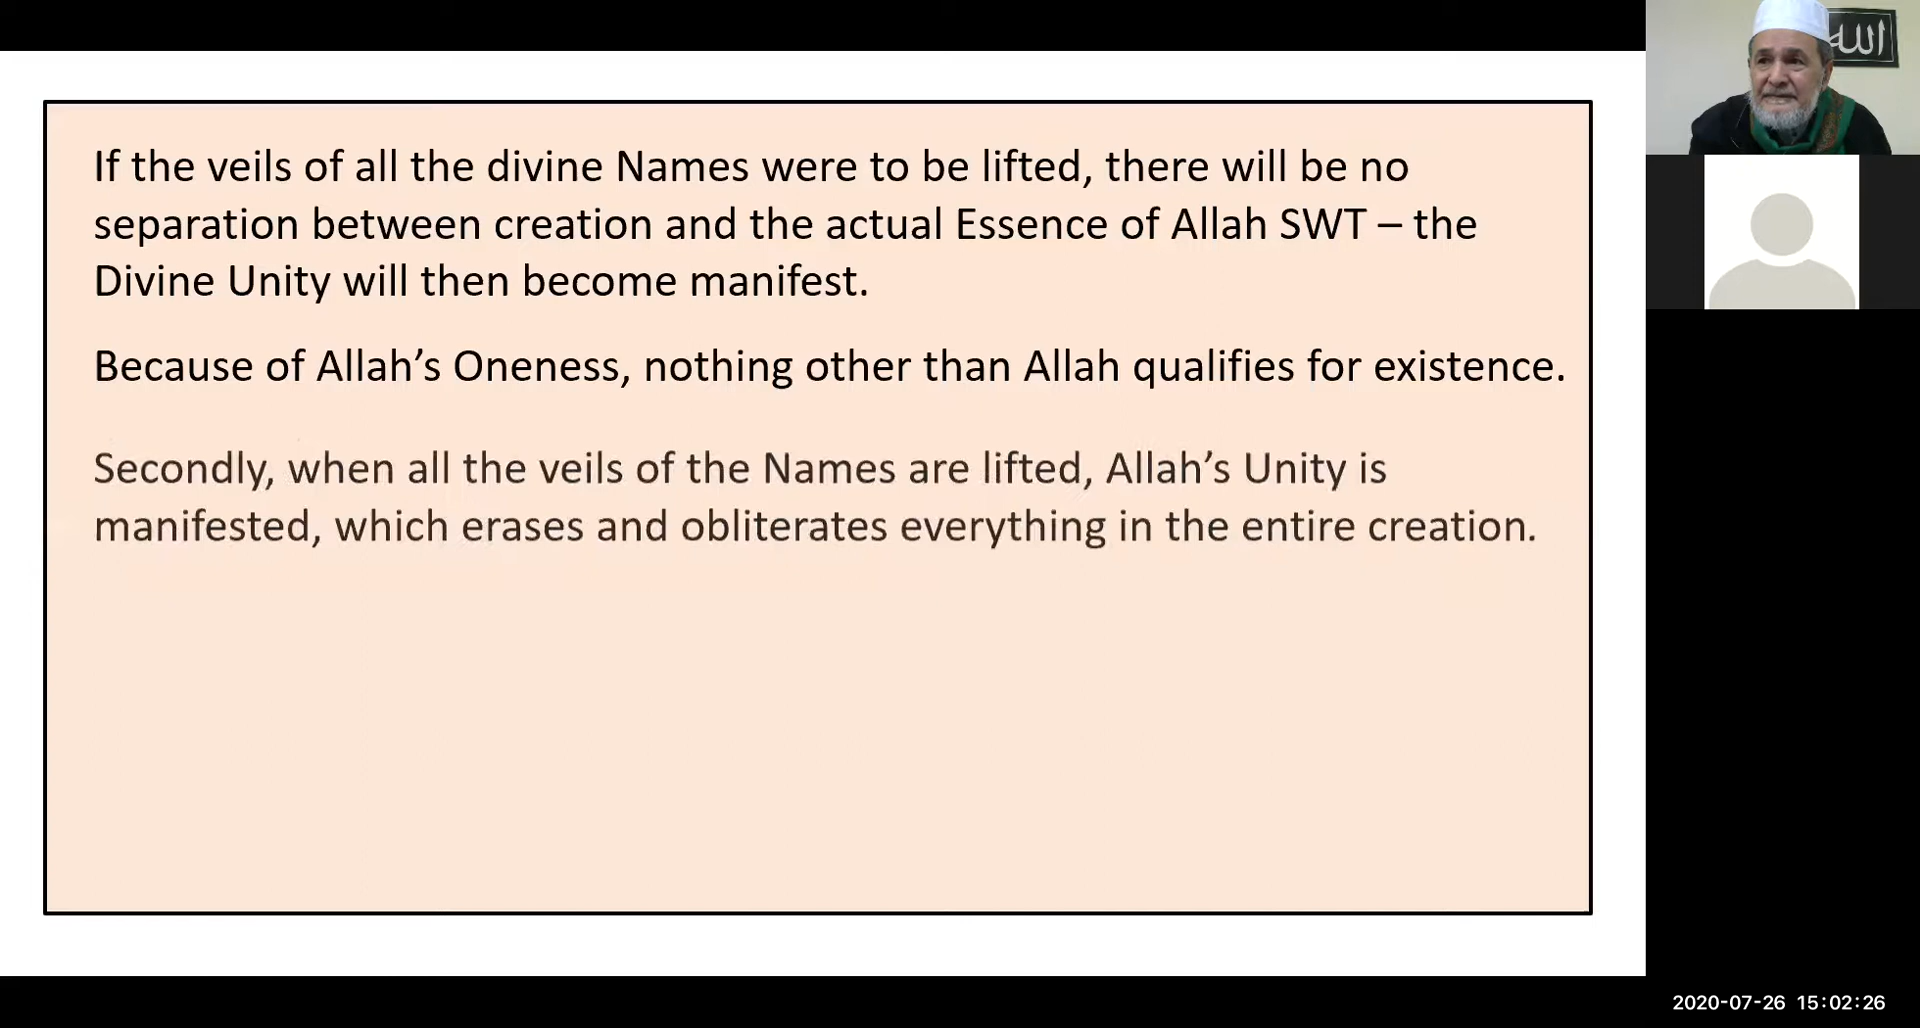 If the veils of all the divine Names were to be lifted, there will be no
separation between creation and the actual Essence of Allah SWT – the
Divine Unity will then become manifest.
Because of Allah’s Oneness, nothing other than Allah qualifies for existence.
Secondly, when all the veils of the Names are lifted, Allah’s Unity is
manifested, which erases and obliterates everything in the entire creation.
الله
2020-07-26 15:02:26